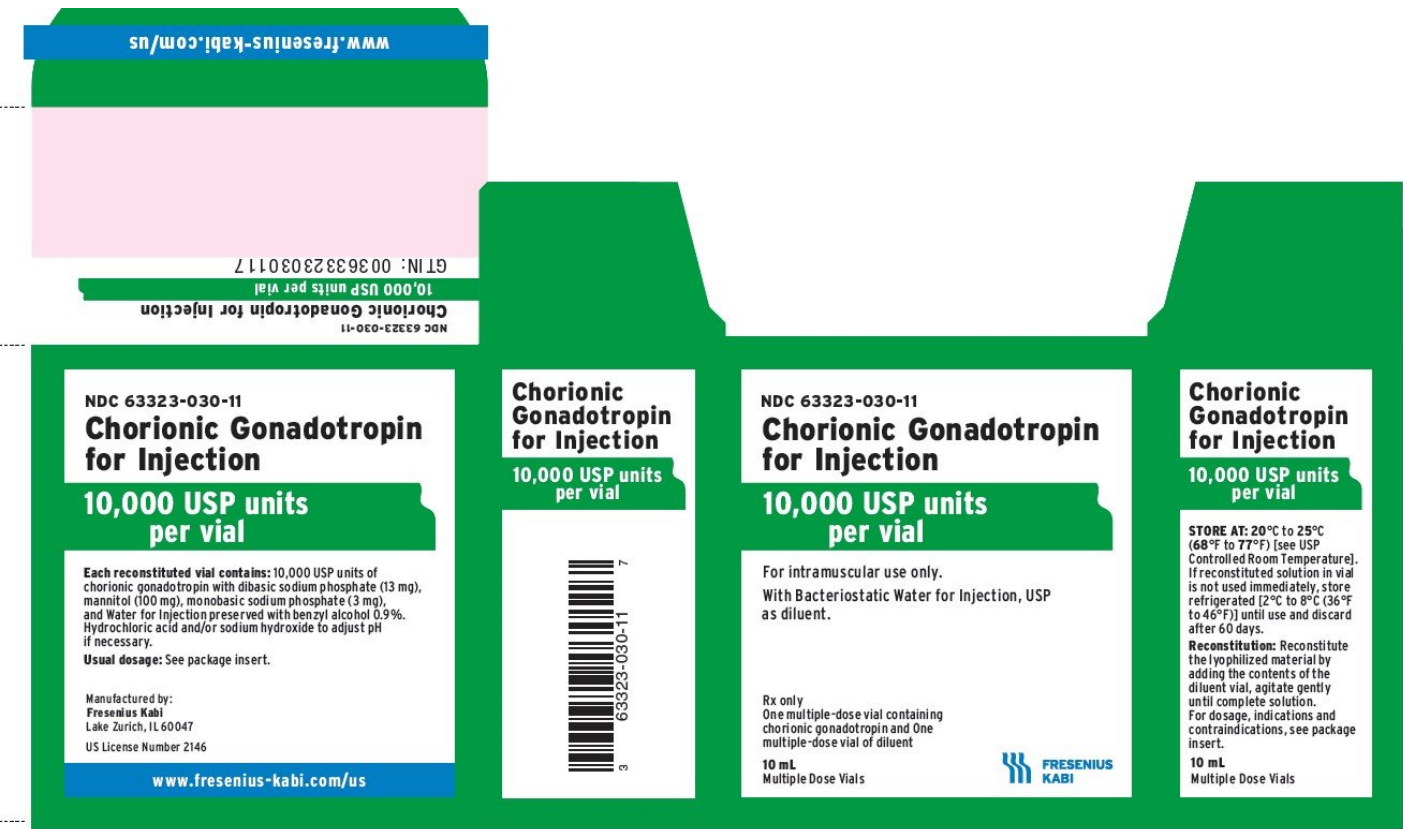 www.fresenius-kabi.com/us
GTIN: 00363323030117
10,000 USP units per vial
Chorionic Gonadotropin for Injection
NDC 63323-030-11
NDC 63323-030-11
Chorionic Gonadotropin
for Injection
10,000 USP units
per vial
Each reconstituted vial contains: 10,000 USP units of
chorionic gonadotropin with dibasic sodium phosphate (13 mg),
mannitol (100 mg), monobasic sodium phosphate (3 mg),
and Water for Injection preserved with benzyl alcohol 0.9%.
Hydrochloric acid and/or sodium hydroxide to adjust pH
if necessary.
Usual dosage: See package insert.
Manufactured by:
Fresenius Kabi
Lake Zurich, IL 60047
US License Number 2146
www.fresenius-kabi.com/us
Chorionic
Gonadotropin
for Injection
10,000 USP units
per vial
3 63323-030-11 7
NDC 63323-030-11
Chorionic Gonadotropin
for Injection
10,000 USP units
per vial
For intramuscular use only.
With Bacteriostatic Water for Injection, USP
as diluent.
Rx only
One multiple-dose vial containing
chorionic gonadotropin and One
multiple-dose vial of diluent
10 mL
Multiple Dose Vials
FRESENIUS
KABI
Chorionic
Gonadotropin
for Injection
10,000 USP units
per vial
STORE AT: 20°C to 25°C
(68°F to 77°F) [see USP
Controlled Room Temperature].
If reconstituted solution in vial
is not used immediately, store
refrigerated [2°C to 8°C (36°F
to 46°F)] until use and discard
after 60 days.
Reconstitution: Reconstitute
the lyophilized material by
adding the contents of the
diluent vial, agitate gently
until complete solution.
For dosage, indications and
contraindications, see package
insert.
10 mL
Multiple Dose Vials